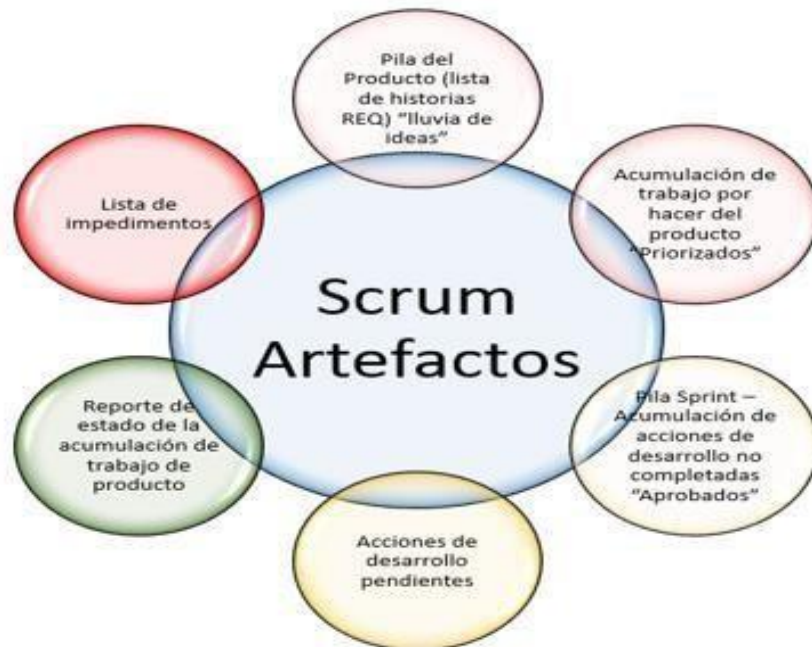 Pila del
Producto (lista
de historias
REQ) “lluvia de
ideas”
Acumulación de
trabajo por
hacer del
producto
“Priorizados”
Pila Sprint –
Acumulación de
acciones de
desarrollo no
completadas
“Aprobados”
Acciones de
desarrollo
pendientes
Reporte de
estado de la
acumulación de
trabajo de
producto
Lista de
impedimentos
Scrum
Artefactos